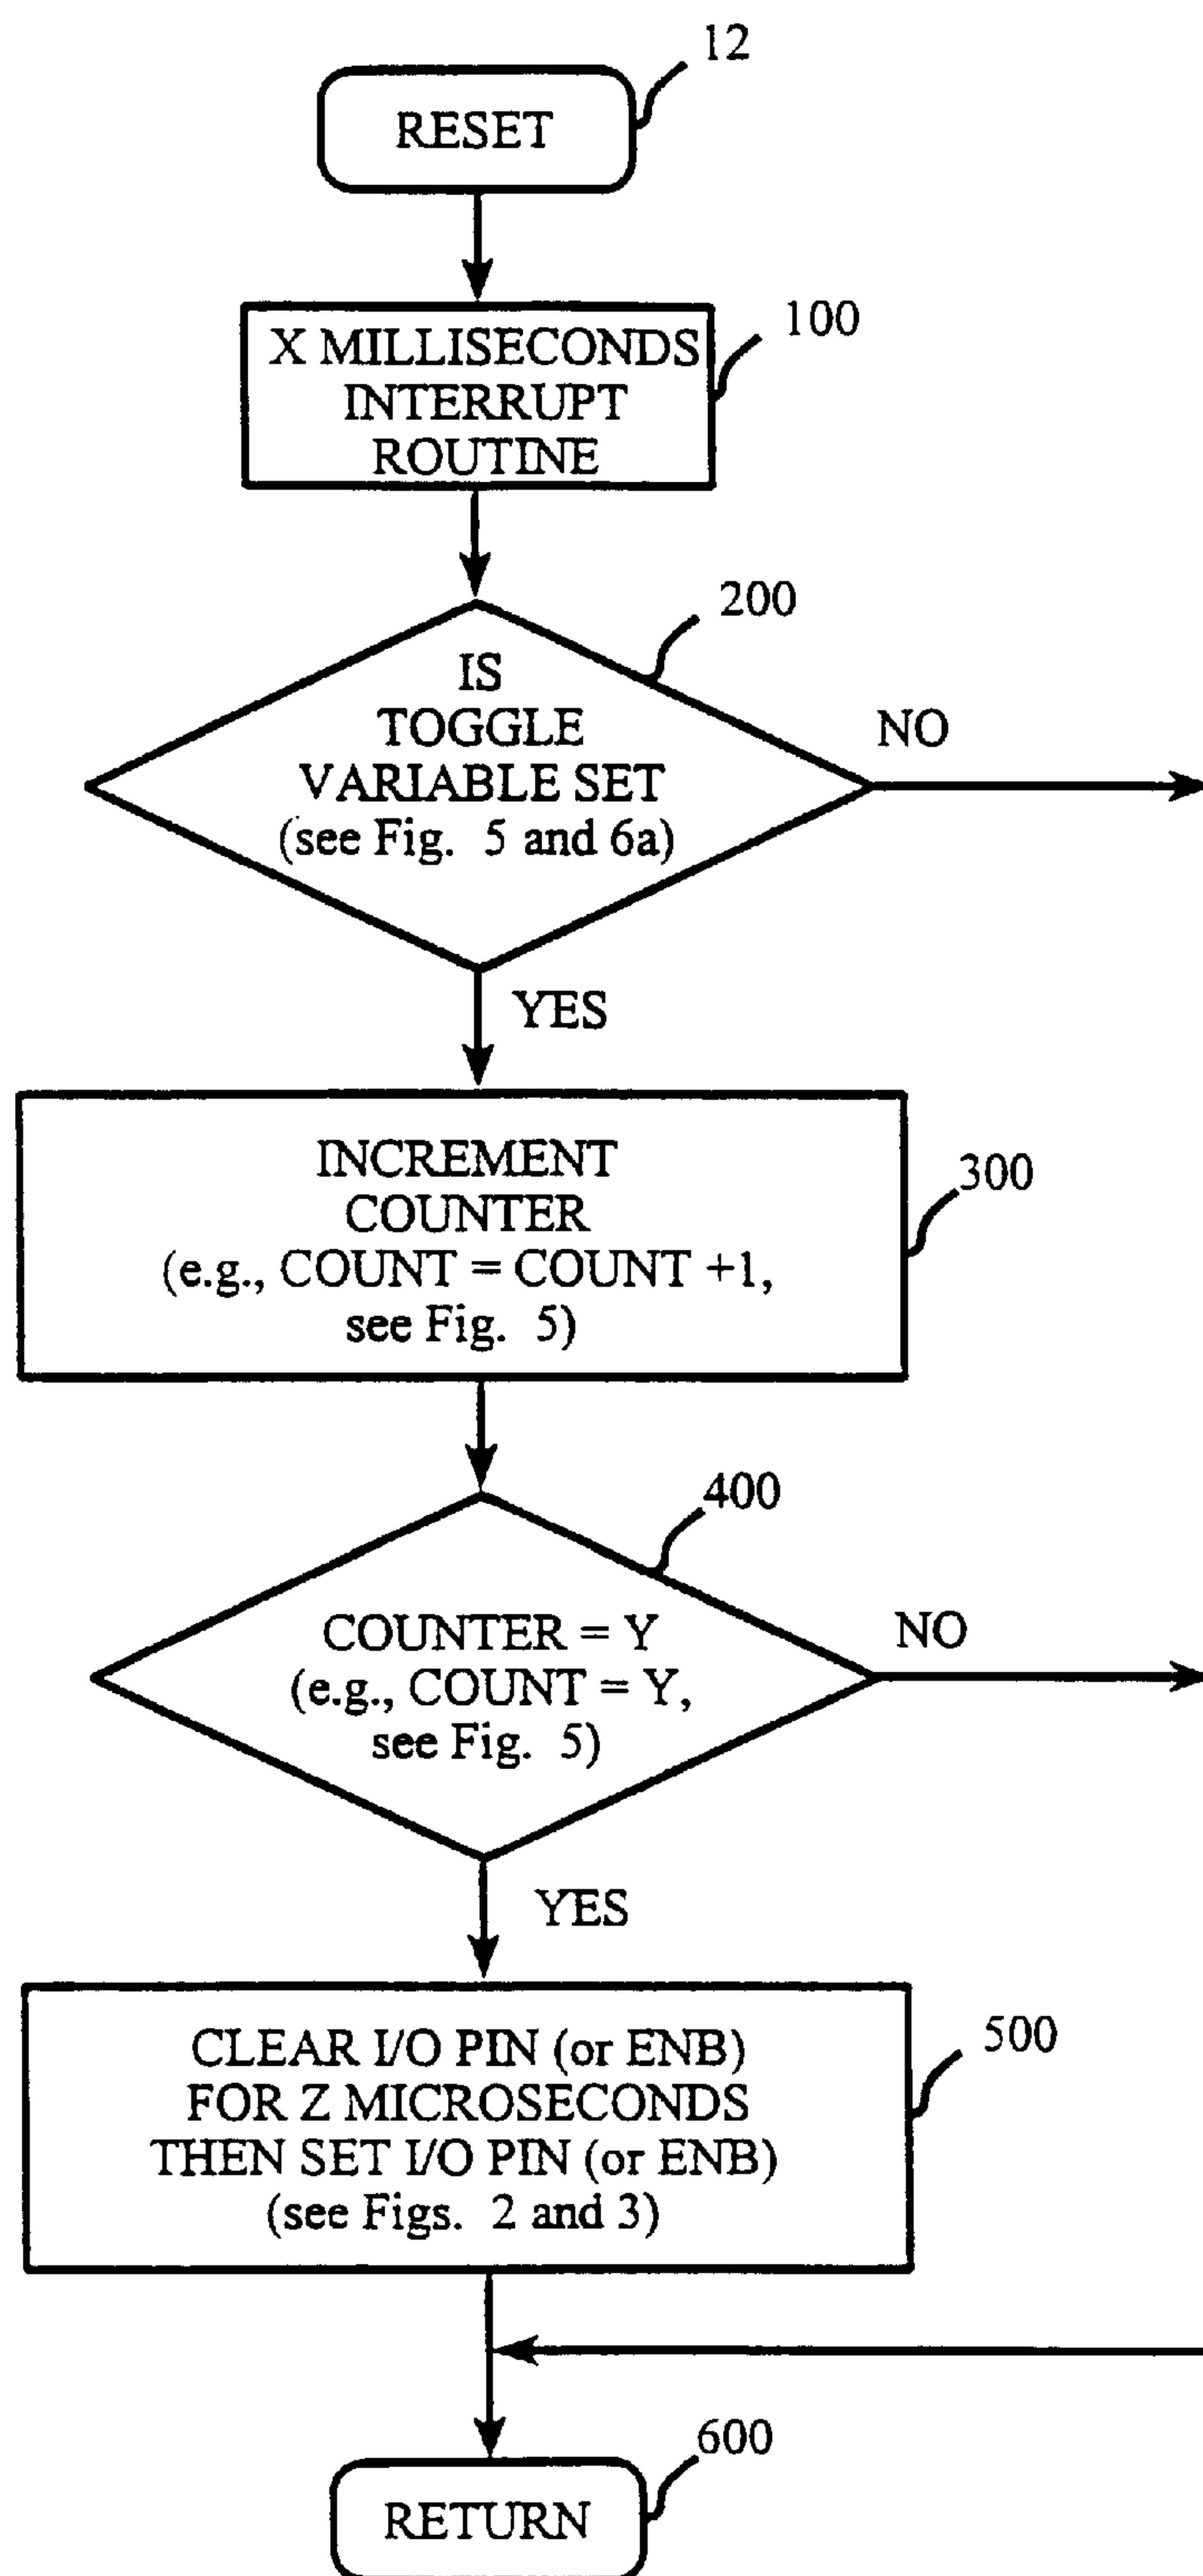 12
RESET
100
X MILLISECONDS
INTERRUPT
ROUTINE
200
IS
TOGGLE
VARIABLE SET
(see Fig. 5 and 6a)
NO
YES
INCREMENT
COUNTER
(e.g., COUNT = COUNT +1,
see Fig. 5)
300
400
COUNTER = Y
(e.g., COUNT = Y,
see Fig. 5)
NO
YES
CLEAR I/O PIN (or ENB)
FOR Z MICROSECONDS
THEN SET I/O PIN (or ENB)
(see Figs. 2 and 3)
500
600
RETURN